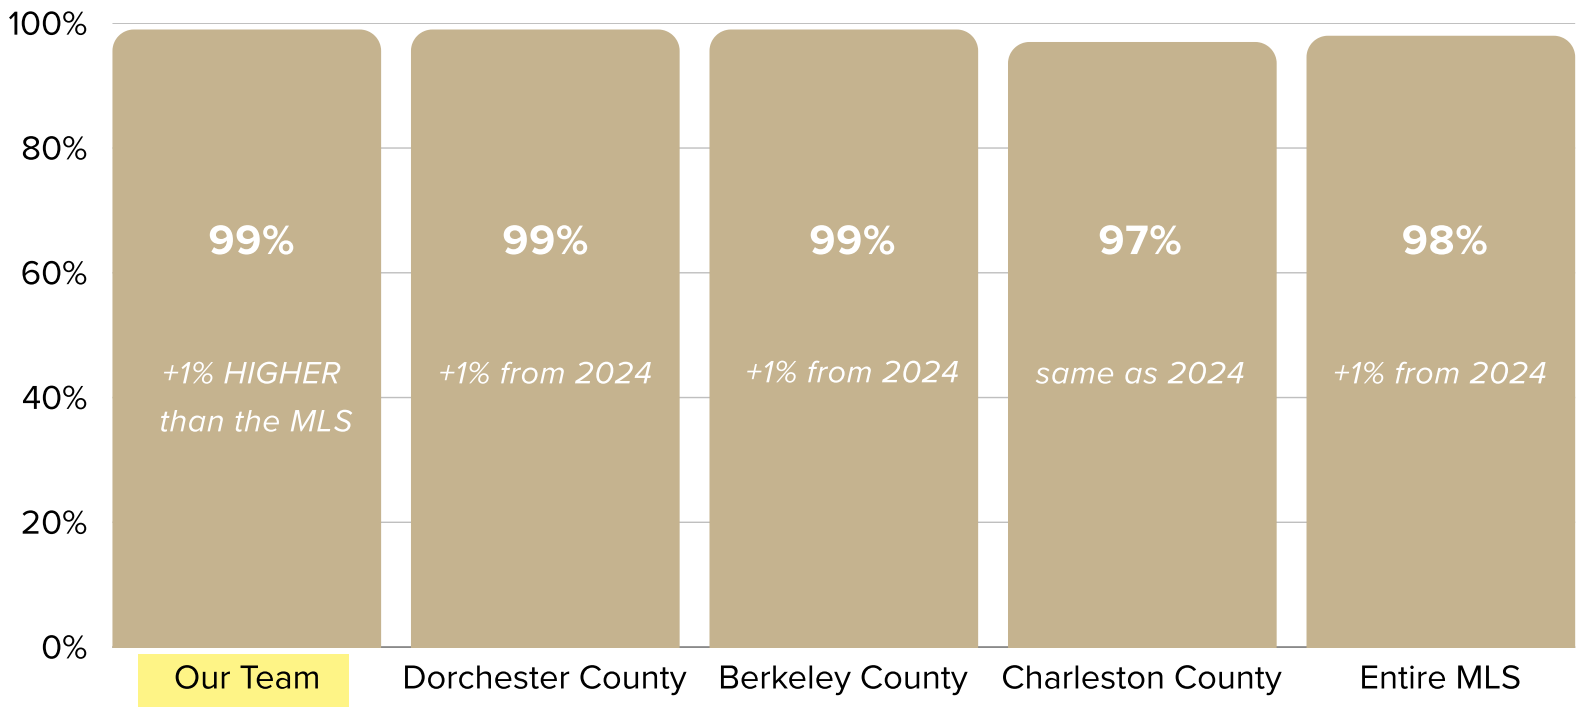 100%
80%
60%
40%
20%
0%
99%
+1% HIGHER
than the MLS
Our Team
99%
+1% from 2024
Dorchester County
99%
+1% from 2024
Berkeley County
97%
same as 2024
Charleston County
98%
+1% from 2024
Entire MLS